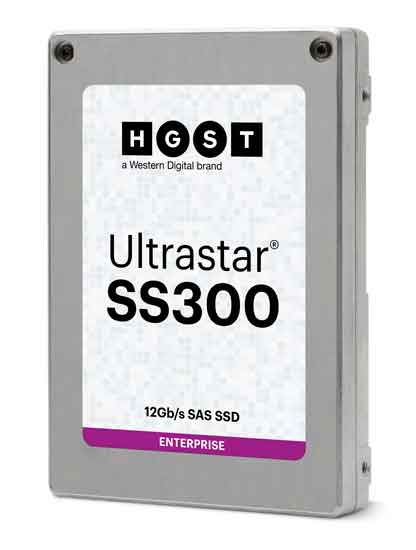 HGST
a Western Digital brand
Ultrastar®
SS300
12Gb/s SAS SSD
ENTERPRISE